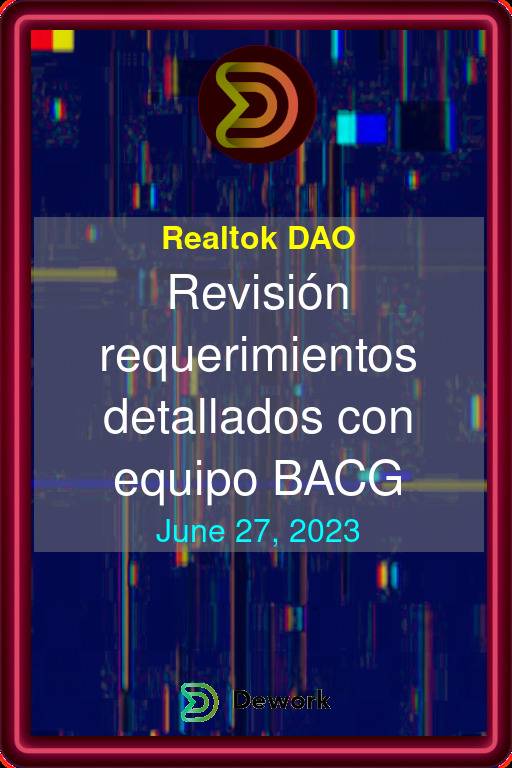 Realtok DAO
Revisión
requerimientos
detallados con
equipo BACG
June 27, 2023
Dework